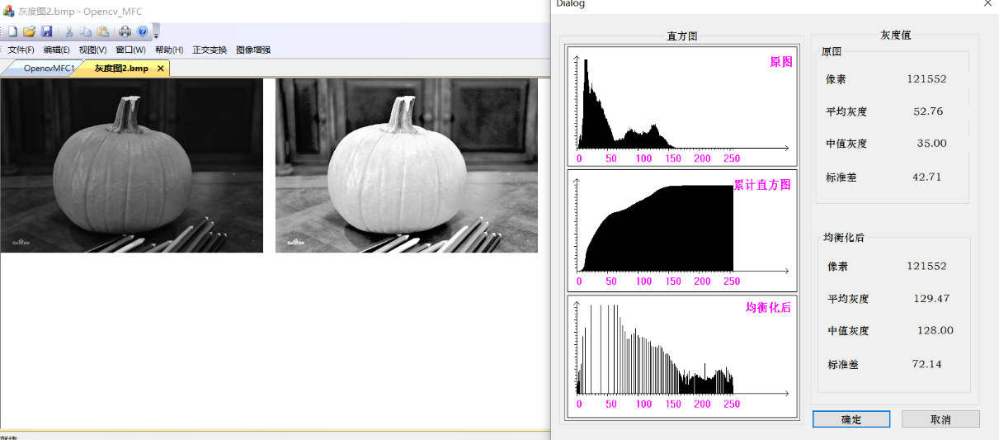 灰度图2.bmp - Opencv_MFC
文件(F) 编辑(E) 视图(V) 窗口(W) 帮助(H) 正交变换 图像增强
OpencvMFC1 灰度图2.bmp
Dialog
直方图
原图
0 50 100 150 200 250
累计直方图
0 50 100 150 200 250
均衡化后
0 50 100 150 200 250
灰度值
原图
像素 121552
平均灰度 52.76
中值灰度 35.00
标准差 42.71
均衡化后
像素 121552
平均灰度 129.47
中值灰度 128.00
标准差 72.14
确定 取消
就绪